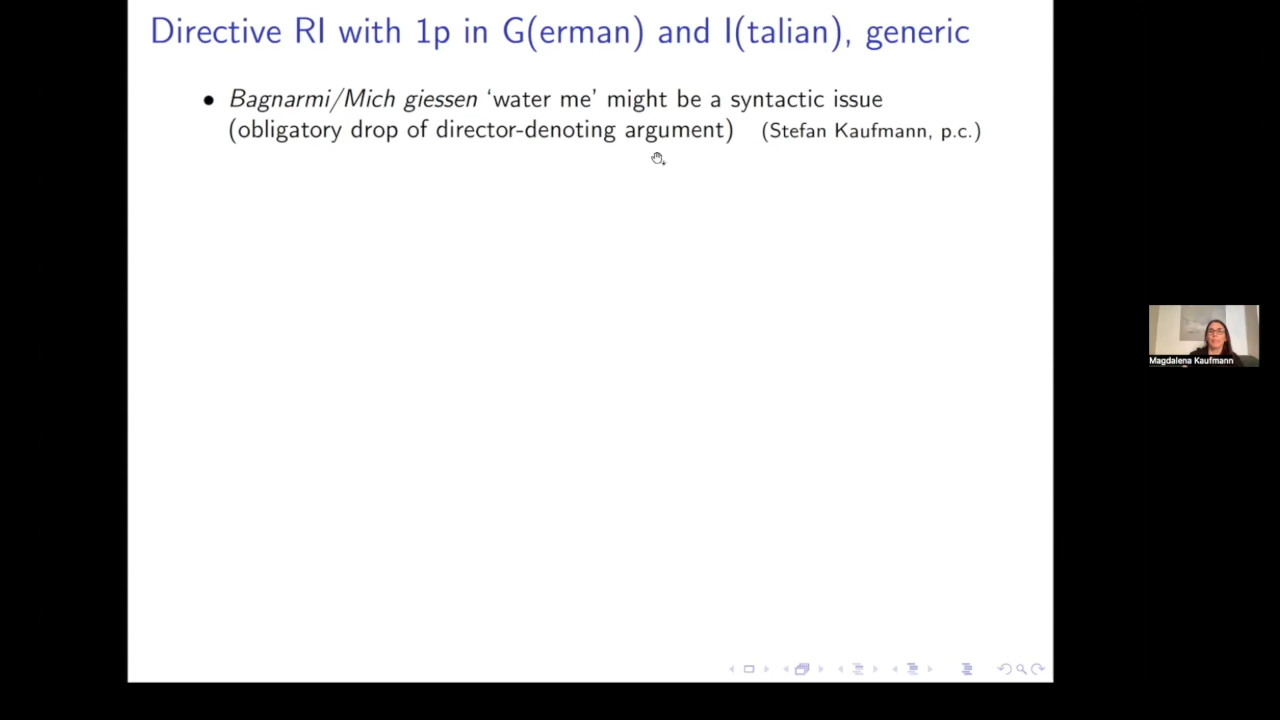 Directive RI with 1p in G(erman) and I(talian), generic
• Bagnarmi/Mich giessen ‘water me’ might be a syntactic issue
(obligatory drop of director-denoting argument) (Stefan Kaufmann, p.c.)
Magdalena Kaufmann